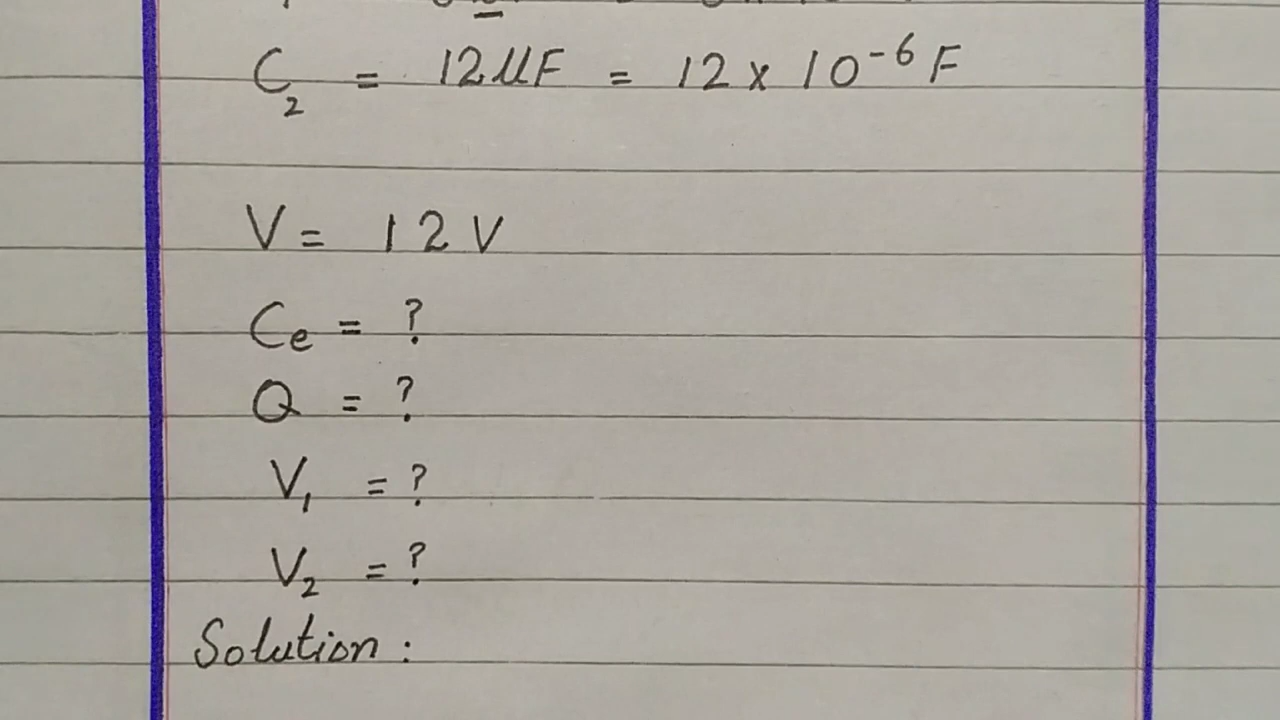 C₂ = 12μF = 12 x 10⁻⁶ F
V = 12 V
Ce = ?
Q = ?
V₁ = ?
V₂ = ?
Solution :